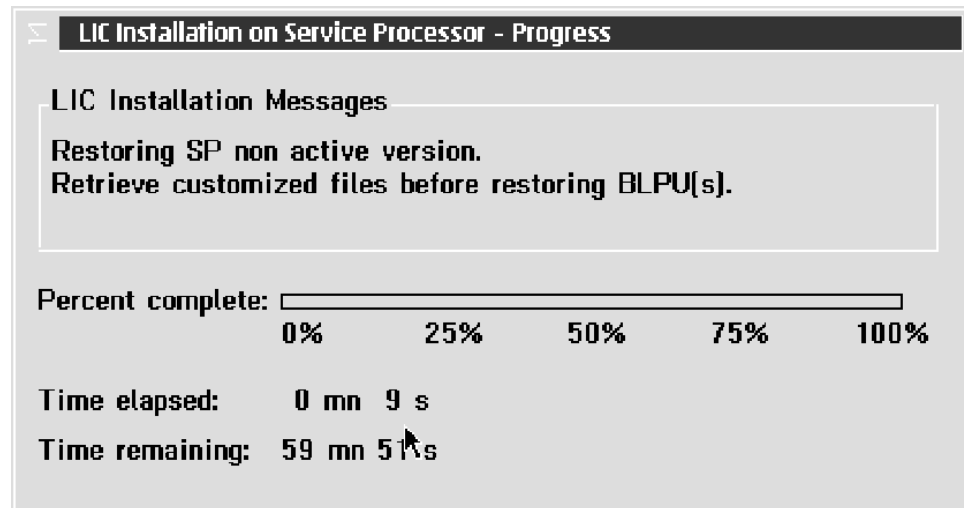 LIC Installation on Service Processor - Progress
LIC Installation Messages
Restoring SP non active version.
Retrieve customized files before restoring BLPU(s).
Percent complete:
0% 25% 50% 75% 100%
Time elapsed: 0 mn 9 s
Time remaining: 59 mn 51 s